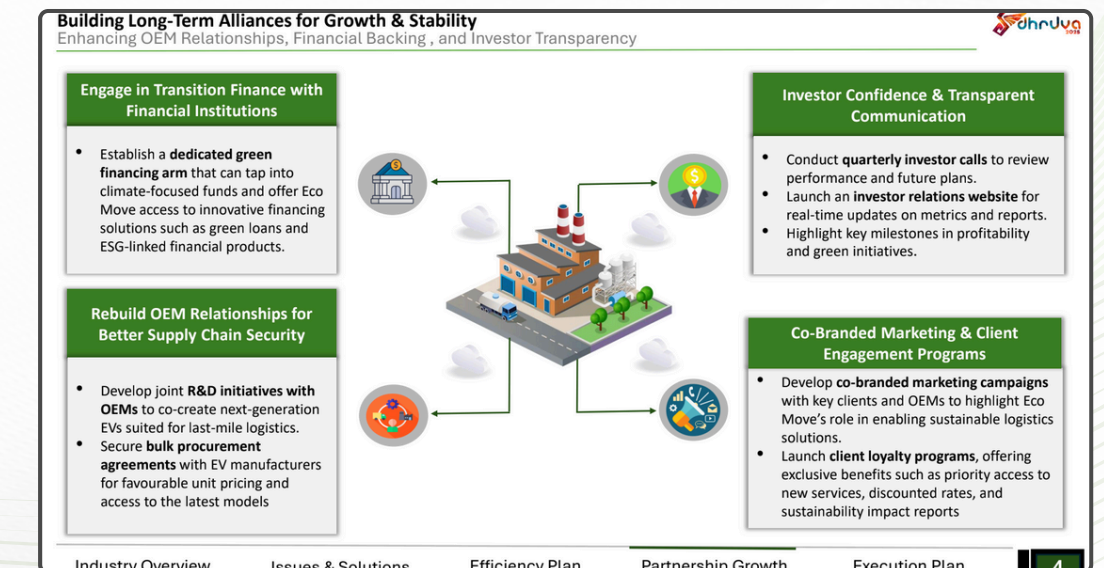 Building Long-Term Alliances for Growth & Stability
Enhancing OEM Relationships, Financial Backing , and Investor Transparency
dhruva
2025
Engage in Transition Finance with
Financial Institutions
• Establish a dedicated green
financing arm that can tap into
climate-focused funds and offer Eco
Move access to innovative financing
solutions such as green loans and
ESG-linked financial products.
Rebuild OEM Relationships for
Better Supply Chain Security
• Develop joint R&D initiatives with
OEMs to co-create next-generation
EVs suited for last-mile logistics.
• Secure bulk procurement
agreements with EV manufacturers
for favourable unit pricing and
access to the latest models
Investor Confidence & Transparent
Communication
• Conduct quarterly investor calls to review
performance and future plans.
• Launch an investor relations website for
real-time updates on metrics and reports.
• Highlight key milestones in profitability
and green initiatives.
Co-Branded Marketing & Client
Engagement Programs
• Develop co-branded marketing campaigns
with key clients and OEMs to highlight Eco
Move’s role in enabling sustainable logistics
solutions.
• Launch client loyalty programs, offering
exclusive benefits such as priority access to
new services, discounted rates, and
sustainability impact reports
Industry Overview
Issues & Solutions
Efficiency Plan
Partnership Growth
Execution Plan
4